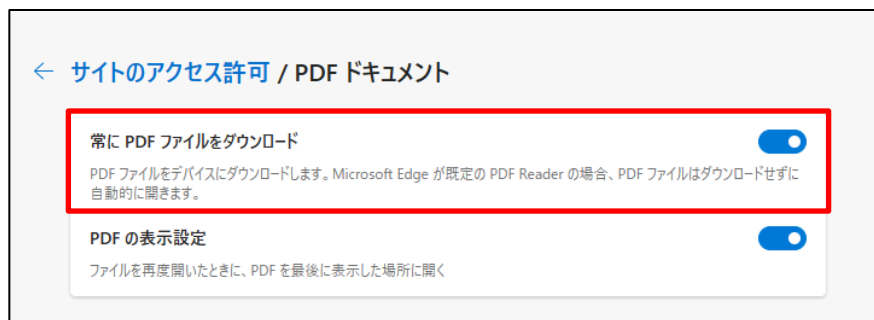 ← サイトのアクセス許可 / PDF ドキュメント
常に PDF ファイルをダウンロード
PDF ファイルをデバイスにダウンロードします。Microsoft Edge が既定の PDF Reader の場合、PDF ファイルはダウンロードせずに
自動的に開きます。
PDF の表示設定
ファイルを再度開いたときに、PDF を最後に表示した場所に開く